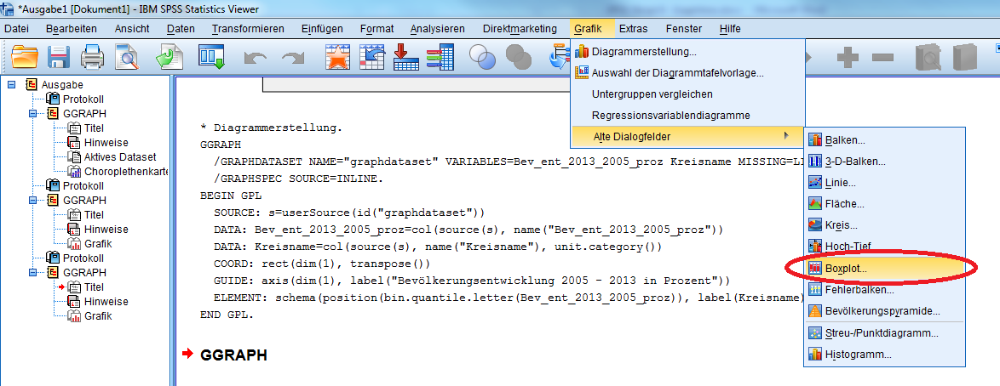 *Ausgabe1 [Dokument1] - IBM SPSS Statistics Viewer
Datei Bearbeiten Ansicht Daten Transformieren Einfügen Format Analysieren Direktmarketing Grafik Extras Fenster Hilfe
Diagrammerstellung...
Auswahl der Diagrammtafelvorlage...
Untergruppen vergleichen
Regressionsvariablendiagramme
Alte Dialogfelder
Balken...
3-D-Balken...
Linie...
Fläche...
Kreis...
Hoch-Tief
Boxplot...
Fehlerbalken...
Bevölkerungspyramide...
Streu-/Punktdiagramm...
Histogramm...
Ausgabe
Protokoll
GGRAPH
Titel
Hinweise
Aktives Dataset
Choroplethenkarte
Protokoll
GGRAPH
Titel
Hinweise
Grafik
Protokoll
GGRAPH
Titel
Hinweise
Grafik
* Diagrammerstellung.
GGRAPH
/GRAPHDATASET NAME="graphdataset" VARIABLES=Bev_ent_2013_2005_proz Kreisname MISSING=LI
/GRAPHSPEC SOURCE=INLINE.
BEGIN GPL
SOURCE: s=userSource(id("graphdataset"))
DATA: Bev_ent_2013_2005_proz=col(source(s), name("Bev_ent_2013_2005_proz"))
DATA: Kreisname=col(source(s), name("Kreisname"), unit.category())
COORD: rect(dim(1), transpose())
GUIDE: axis(dim(1), label("Bevölkerungsentwicklung 2005 - 2013 in Prozent"))
ELEMENT: schema(position(bin.quantile.letter(Bev_ent_2013_2005_proz)), label(Kreisname)
END GPL.
GGRAPH